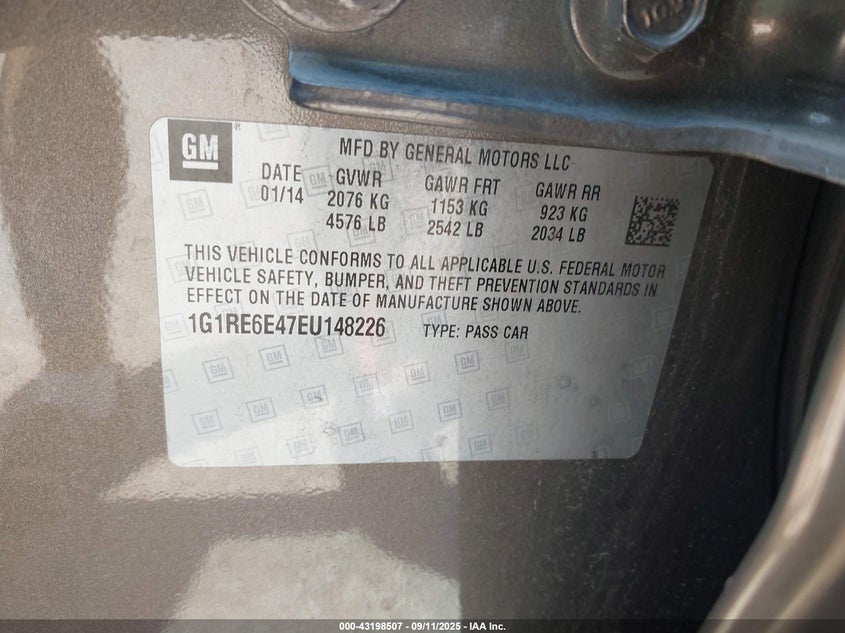 GM®
MFD BY GENERAL MOTORS LLC
DATE GVWR GAWR FRT GAWR RR
01/14 2076 KG 1153 KG 923 KG
4576 LB 2542 LB 2034 LB
THIS VEHICLE CONFORMS TO ALL APPLICABLE U.S. FEDERAL MOTOR
VEHICLE SAFETY, BUMPER, AND THEFT PREVENTION STANDARDS IN
EFFECT ON THE DATE OF MANUFACTURE SHOWN ABOVE.
1G1RE6E47EU148226 TYPE: PASS CAR
000-43198507 - 09/11/2025 - IAA Inc.